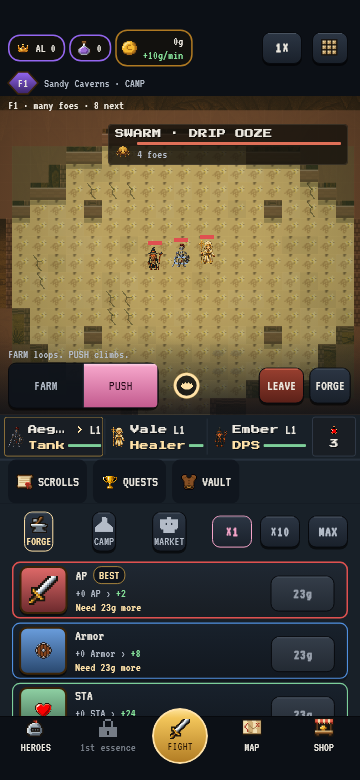 AL 0
0
0g
+10g/min
1X
F1
Sandy Caverns · CAMP
F1 · many foes · 8 next
SWARM · DRIP OOZE
4 foes
FARM loops. PUSH climbs.
FARM
PUSH
LEAVE
FORGE
Aeg… › L1
Tank
Vale L1
Healer
Ember L1
DPS
3
SCROLLS
QUESTS
VAULT
FORGE
CAMP
MARKET
X1
X10
MAX
AP BEST
+0 AP › +2
Need 23g more
23g
Armor
+0 Armor › +8
Need 23g more
23g
STA
+0 STA › +24
23g
HEROES
1st essence
FIGHT
MAP
SHOP